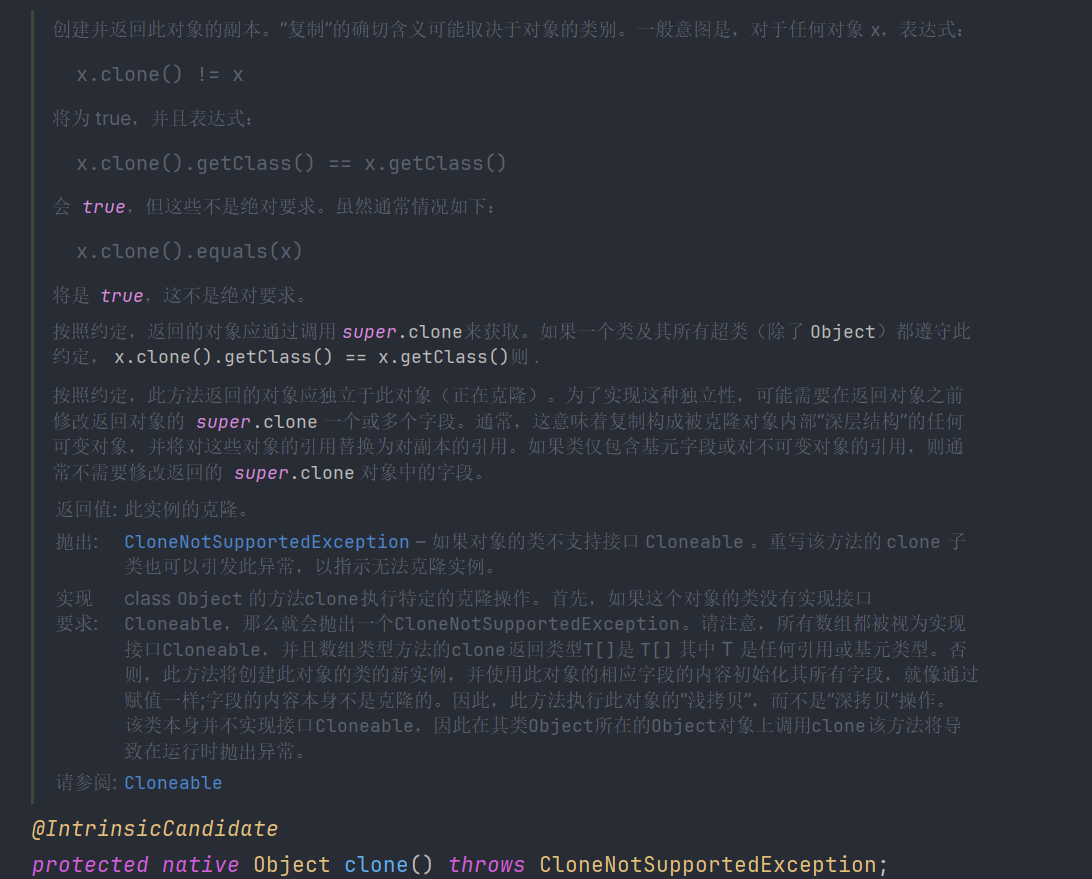 创建并返回此对象的副本。“复制”的确切含义可能取决于对象的类别。一般意图是，对于任何对象 x，表达式：
x.clone() != x
将为 true，并且表达式：
x.clone().getClass() == x.getClass()
会 true，但这些不是绝对要求。虽然通常情况如下：
x.clone().equals(x)
将是 true，这不是绝对要求。
按照约定，返回的对象应通过调用 super.clone来获取。如果一个类及其所有超类（除了 Object）都遵守此
约定， x.clone().getClass() == x.getClass()则 .
按照约定，此方法返回的对象应独立于此对象（正在克隆）。为了实现这种独立性，可能需要在返回对象之前
修改返回对象的 super.clone 一个或多个字段。通常，这意味着复制构成被克隆对象内部“深层结构”的任何
可变对象，并将对这些对象的引用替换为对副本的引用。如果类仅包含基元字段或对不可变对象的引用，则通
常不需要修改返回的 super.clone 对象中的字段。
返回值: 此实例的克隆。
抛出: CloneNotSupportedException – 如果对象的类不支持接口 Cloneable 。重写该方法的 clone 子
类也可以引发此异常，以指示无法克隆实例。
实现 class Object 的方法clone执行特定的克隆操作。首先，如果这个对象的类没有实现接口
要求: Cloneable，那么就会抛出一个CloneNotSupportedException。请注意，所有数组都被视为实现
接口Cloneable，并且数组类型方法的clone返回类型T[]是 T[] 其中 T 是任何引用或基元类型。否
则，此方法将创建此对象的类的新实例，并使用此对象的相应字段的内容初始化其所有字段，就像通过
赋值一样;字段的内容本身不是克隆的。因此，此方法执行此对象的“浅拷贝”，而不是“深拷贝”操作。
该类本身并不实现接口Cloneable，因此在其类Object所在的Object对象上调用clone该方法将导
致在运行时抛出异常。
请参阅: Cloneable
@IntrinsicCandidate
protected native Object clone() throws CloneNotSupportedException;